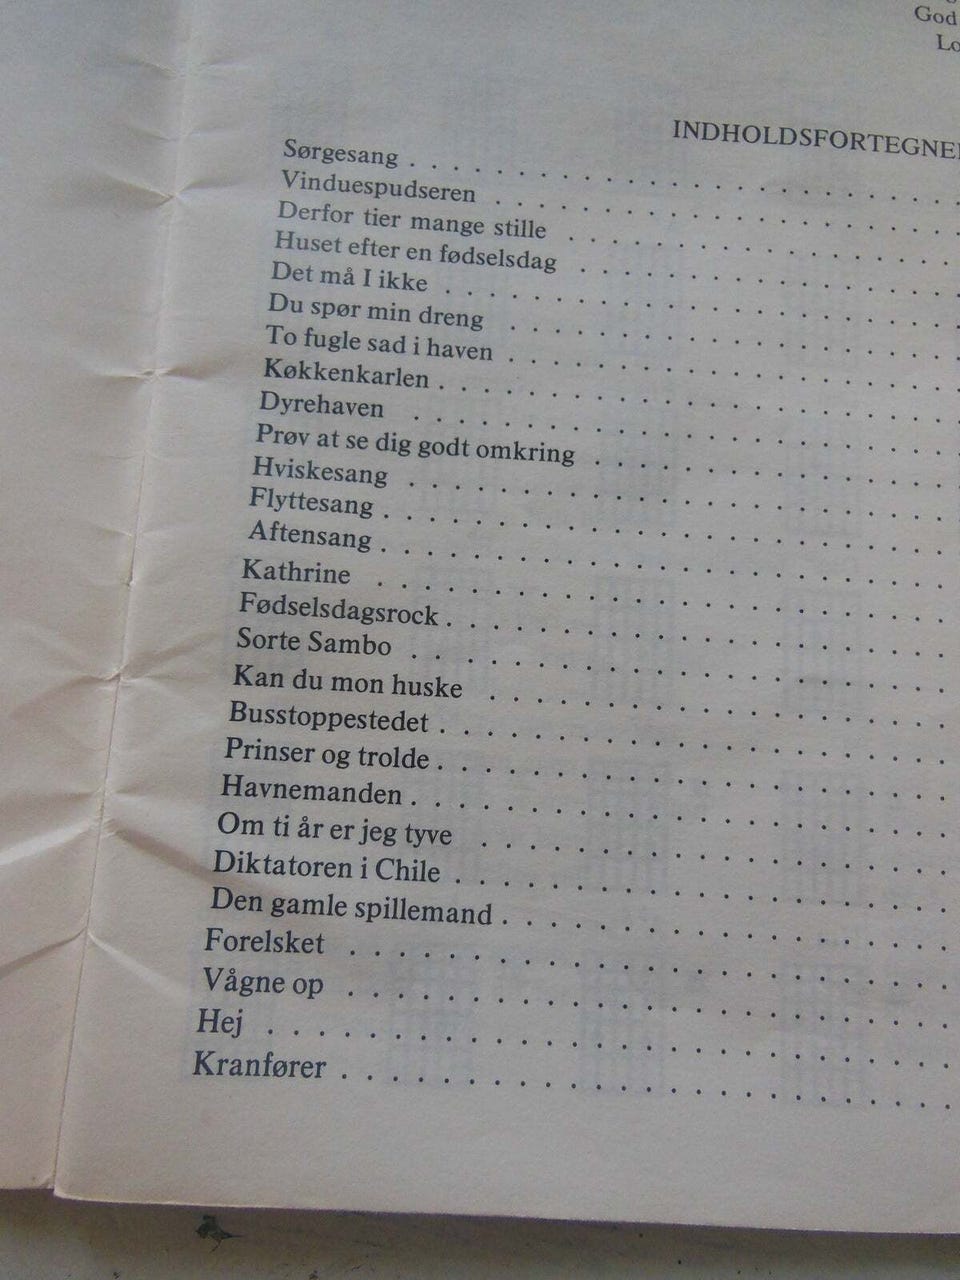 God
Lo
INDHOLDSFORTEGNE
Sørgesang . . . . . . . . . . . . . . . . . . . . . . . .
Vinduespudseren . . . . . . . . . . . . . . . . . . . .
Derfor tier mange stille . . . . . . . . . . . . . . . . .
Huset efter en fødselsdag . . . . . . . . . . . . . . . .
Det må I ikke . . . . . . . . . . . . . . . . . . . . . .
Du spør min dreng . . . . . . . . . . . . . . . . . . .
To fugle sad i haven . . . . . . . . . . . . . . . . . . .
Køkkenkarlen . . . . . . . . . . . . . . . . . . . . . .
Dyrehaven . . . . . . . . . . . . . . . . . . . . . . .
Prøv at se dig godt omkring . . . . . . . . . . . . . . .
Hviskesang . . . . . . . . . . . . . . . . . . . . . . .
Flyttesang . . . . . . . . . . . . . . . . . . . . . . . .
Aftensang . . . . . . . . . . . . . . . . . . . . . . . .
Kathrine . . . . . . . . . . . . . . . . . . . . . . . .
Fødselsdagsrock . . . . . . . . . . . . . . . . . . . . .
Sorte Sambo . . . . . . . . . . . . . . . . . . . . . .
Kan du mon huske . . . . . . . . . . . . . . . . . . .
Busstoppestedet . . . . . . . . . . . . . . . . . . . . .
Prinser og trolde . . . . . . . . . . . . . . . . . . . . .
Havnemanden . . . . . . . . . . . . . . . . . . . . . .
Om ti år er jeg tyve . . . . . . . . . . . . . . . . . . .
Diktatoren i Chile . . . . . . . . . . . . . . . . . . . .
Den gamle spillemand . . . . . . . . . . . . . . . . . .
Forelsket . . . . . . . . . . . . . . . . . . . . . . . .
Vågne op . . . . . . . . . . . . . . . . . . . . . . . .
Hej . . . . . . . . . . . . . . . . . . . . . . . . . . .
Kranfører . . . . . . . . . . . . . . . . . . . . . . . .